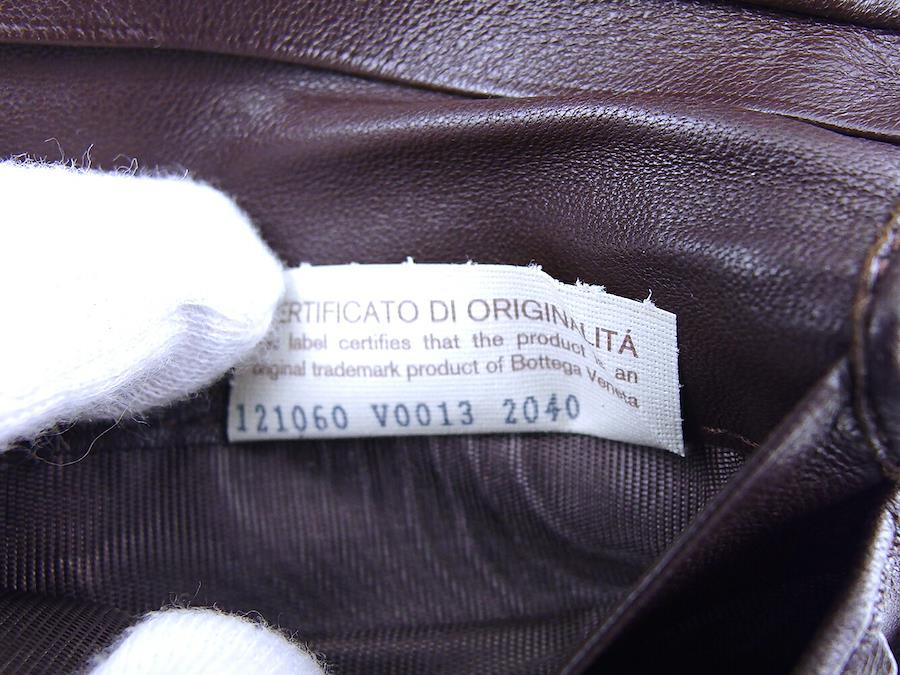 ERTIFICATO DI ORIGINALITÁ
label certifies that the product is an
original trademark product of Bottega Veneta
121060 V0013 2040